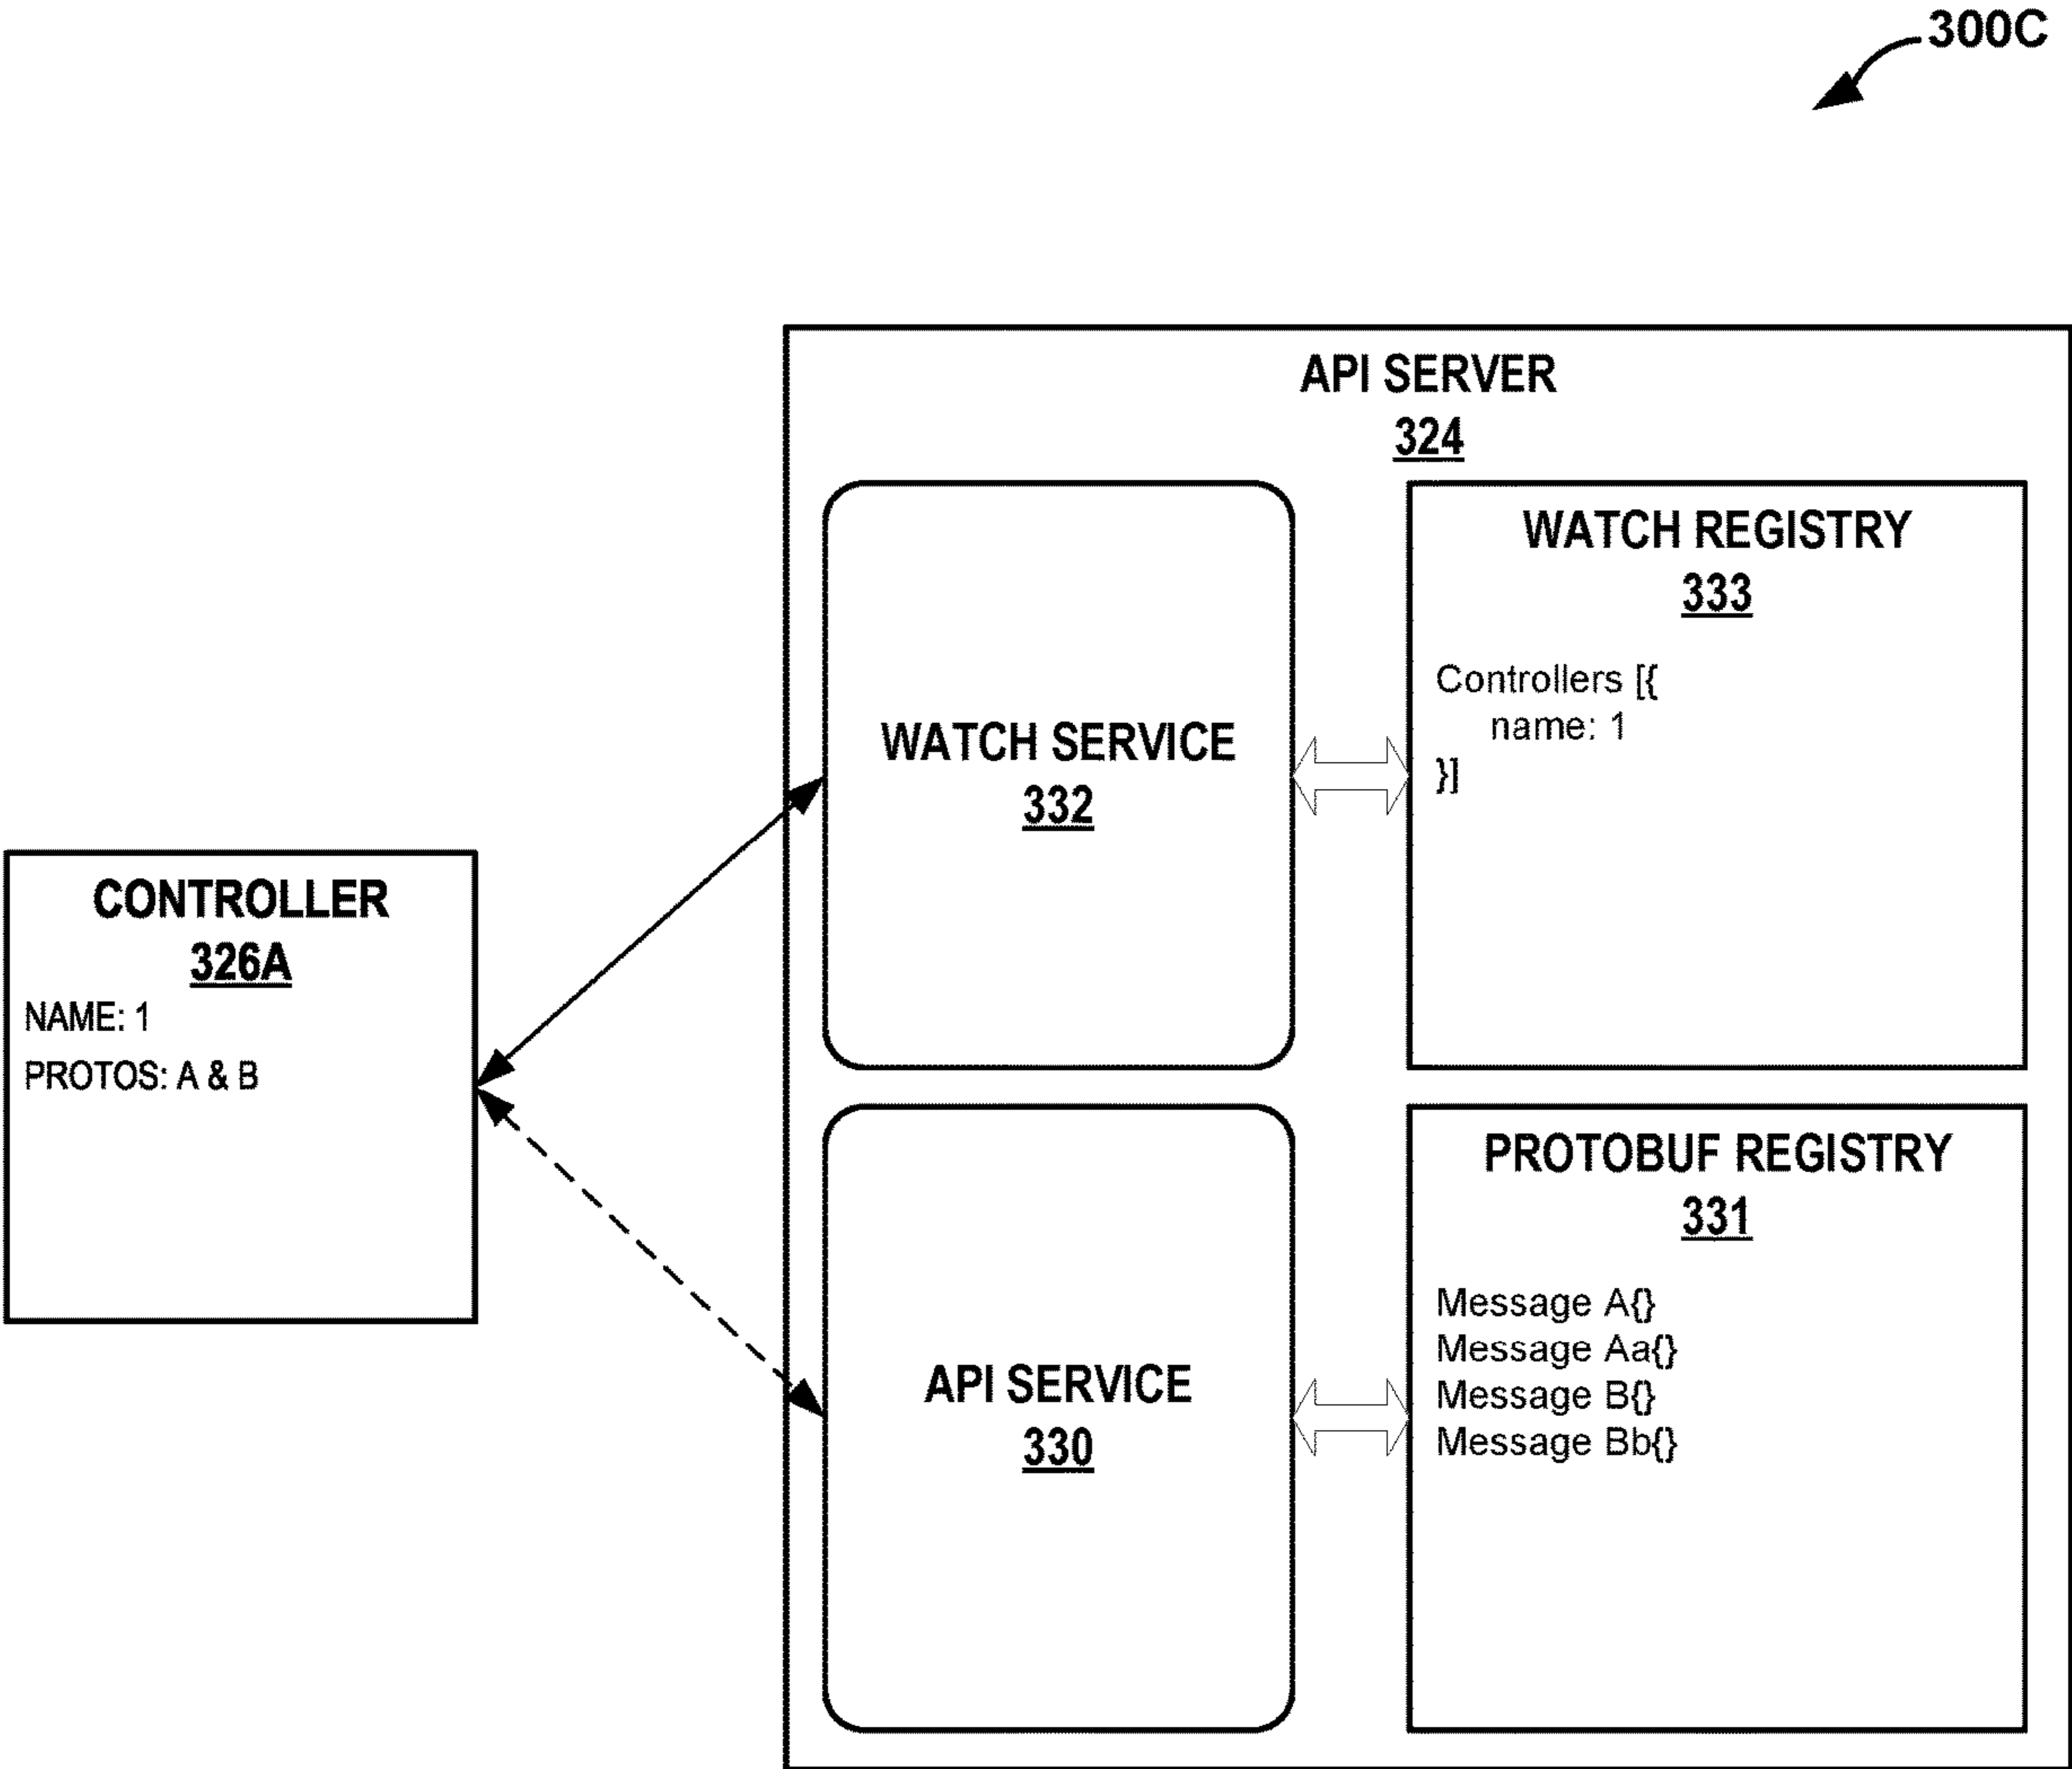 300C
API SERVER
324
WATCH SERVICE
332
WATCH REGISTRY
333
Controllers [{
name: 1
}]
CONTROLLER
326A
NAME: 1
PROTOS: A & B
API SERVICE
330
PROTOBUF REGISTRY
331
Message A{}
Message Aa{}
Message B{}
Message Bb{}